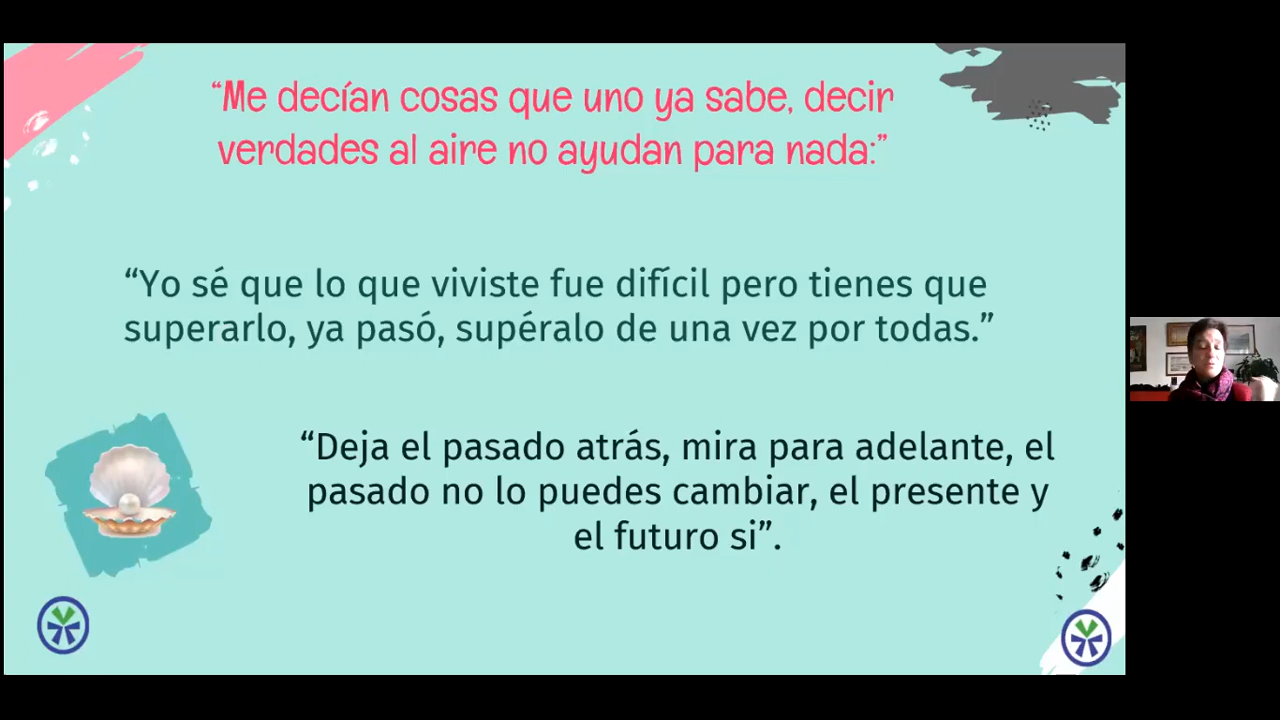 “Me decían cosas que uno ya sabe, decir
verdades al aire no ayudan para nada:”
“Yo sé que lo que viviste fue difícil pero tienes que
superarlo, ya pasó, supéralo de una vez por todas.”
“Deja el pasado atrás, mira para adelante, el
pasado no lo puedes cambiar, el presente y
el futuro si”.